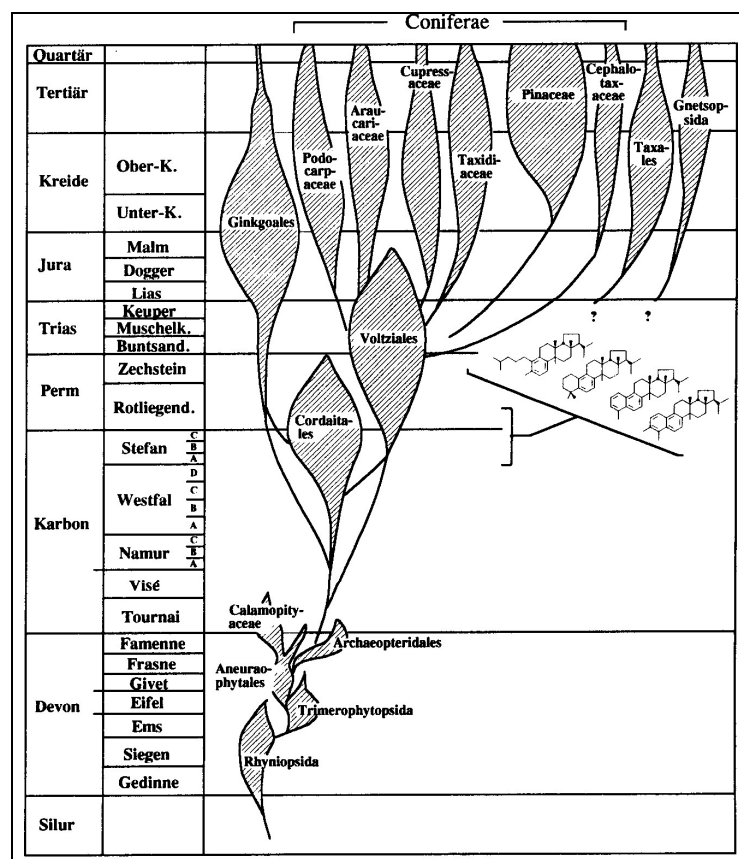 Coniferae
Quartär
Tertiär
Kreide
Ober-K.
Unter-K.
Jura
Malm
Dogger
Lias
Trias
Keuper
Muschelk.
Buntsand.
Perm
Zechstein
Rotliegend.
Karbon
Stefan
C
B
A
Westfal
D
C
B
A
Namur
C
B
A
Visé
Tournai
Devon
Famenne
Frasne
Givet
Eifel
Ems
Siegen
Gedinne
Silur
Ginkgoales
Podo-
carp-
aceae
Arau-
cari-
aceae
Cupress-
aceae
Taxidi-
aceae
Pinaceae
Cephalo-
tax-
aceae
Taxa-
les
Gnetsop-
sida
?
?
Voltziales
Cordaita-
les
Calamopity-
aceae
Archaeopteridales
Aneurao-
phytales
Trimerophytopsida
Rhyniopsida